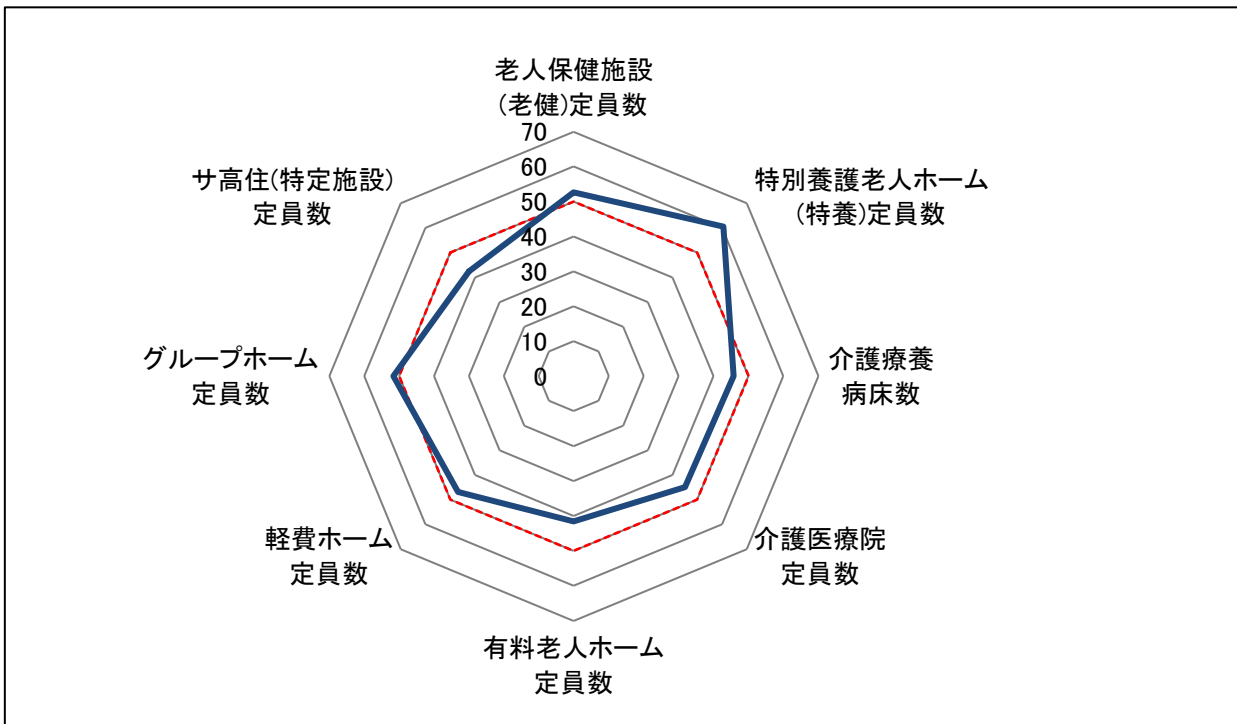 老人保健施設
(老健)定員数
特別養護老人ホーム
(特養)定員数
介護療養
病床数
介護医療院
定員数
有料老人ホーム
定員数
軽費ホーム
定員数
グループホーム
定員数
サ高住(特定施設)
定員数
70
60
50
40
30
20
10
0